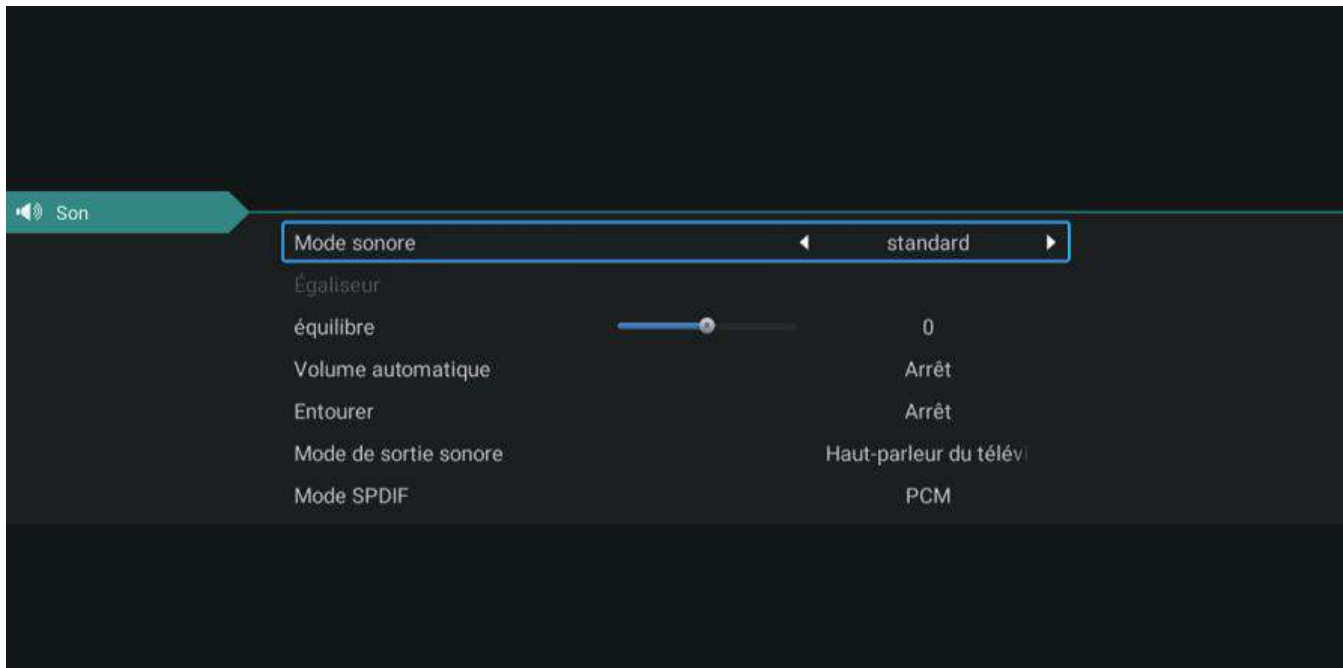 Son
Mode sonore standard
Égaliseur
équilibre 0
Volume automatique Arrêt
Entourer Arrêt
Mode de sortie sonore Haut-parleur du télévi
Mode SPDIF PCM